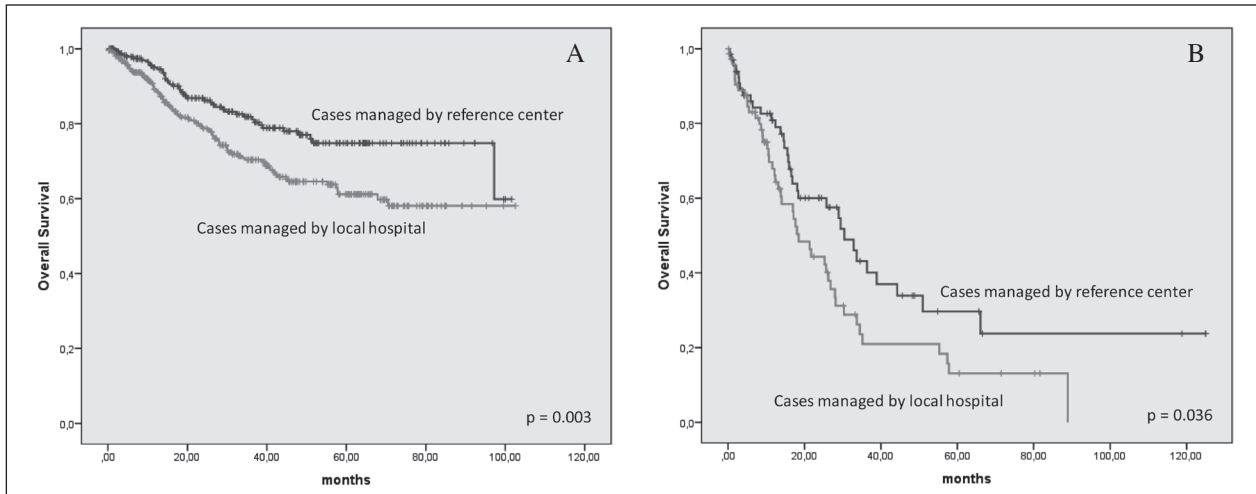 A
1,0
0,8
0,6
0,4
0,2
0,0
Overall Survival
Cases managed by reference center
Cases managed by local hospital
p = 0.003
,00 20,00 40,00 60,00 80,00 100,00 120,00
months
B
1,0
0,8
0,6
0,4
0,2
0,0
Overall Survival
Cases managed by reference center
Cases managed by local hospital
p = 0.036
,00 20,00 40,00 60,00 80,00 100,00 120,00
months